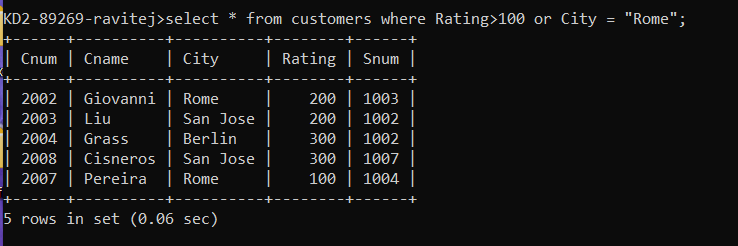 KD2-89269-ravitej>select * from customers where Rating>100 or City = "Rome";
+------+----------+----------+--------+------+
| Cnum | Cname    | City     | Rating | Snum |
+------+----------+----------+--------+------+
| 2002 | Giovanni | Rome     |    200 | 1003 |
| 2003 | Liu      | San Jose |    200 | 1002 |
| 2004 | Grass    | Berlin   |    300 | 1002 |
| 2008 | Cisneros | San Jose |    300 | 1007 |
| 2007 | Pereira  | Rome     |    100 | 1004 |
+------+----------+----------+--------+------+
5 rows in set (0.06 sec)